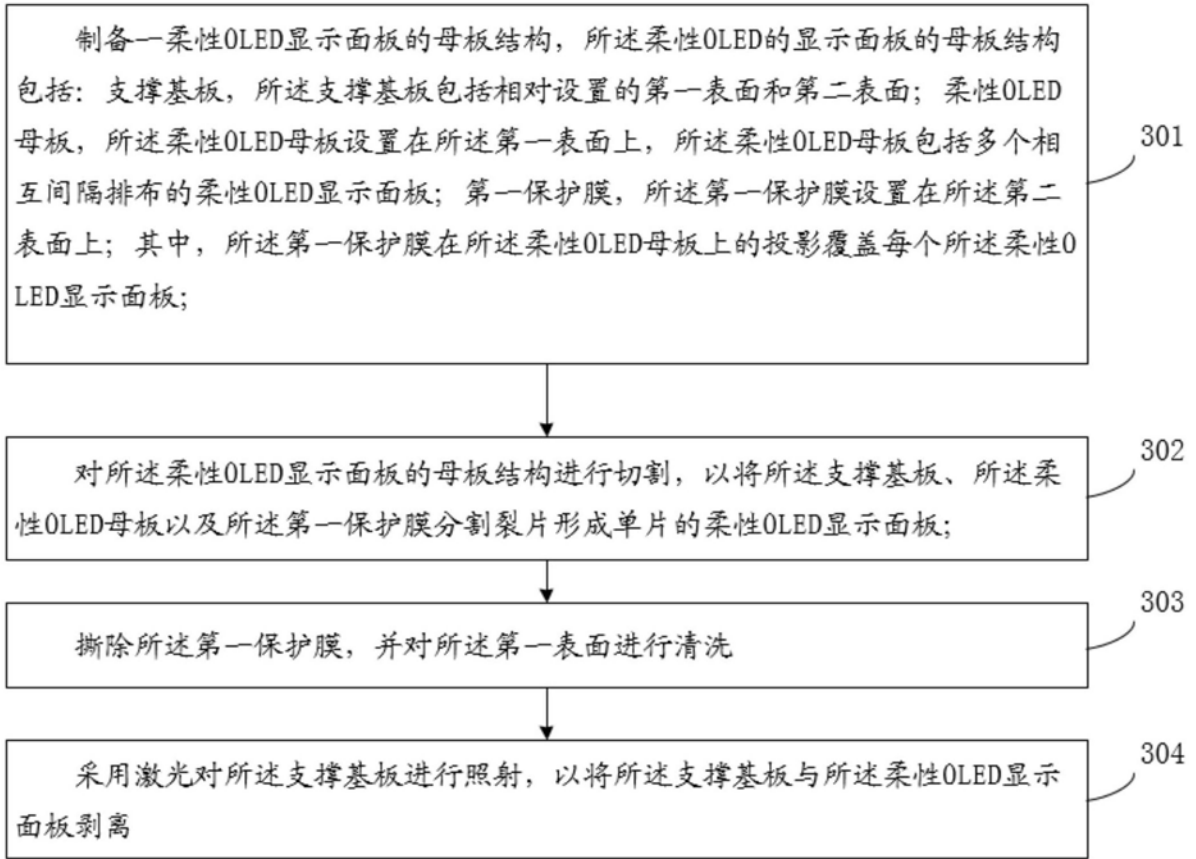 制备一柔性OLED显示面板的母板结构，所述柔性OLED的显示面板的母板结构
包括：支撑基板，所述支撑基板包括相对设置的第一表面和第二表面；柔性OLED
母板，所述柔性OLED母板设置在所述第一表面上，所述柔性OLED母板包括多个相
互间隔排布的柔性OLED显示面板；第一保护膜，所述第一保护膜设置在所述第二
表面上；其中，所述第一保护膜在所述柔性OLED母板上的投影覆盖每个所述柔性O
LED显示面板；
301
对所述柔性OLED显示面板的母板结构进行切割，以将所述支撑基板、所述柔
性OLED母板以及所述第一保护膜分割裂片形成单片的柔性OLED显示面板；
302
撕除所述第一保护膜，并对所述第一表面进行清洗
303
采用激光对所述支撑基板进行照射，以将所述支撑基板与所述柔性OLED显示
面板剥离
304